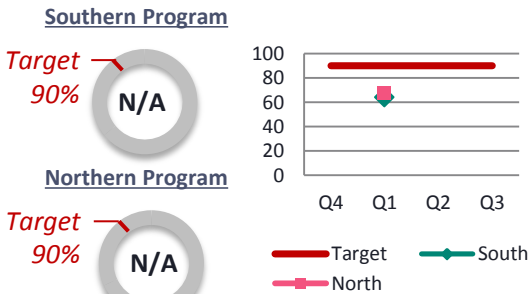 Southern Program
Target
90%
N/A
Northern Program
Target
90%
N/A
100
80
60
40
20
0
Q4 Q1 Q2 Q3
Target South
North